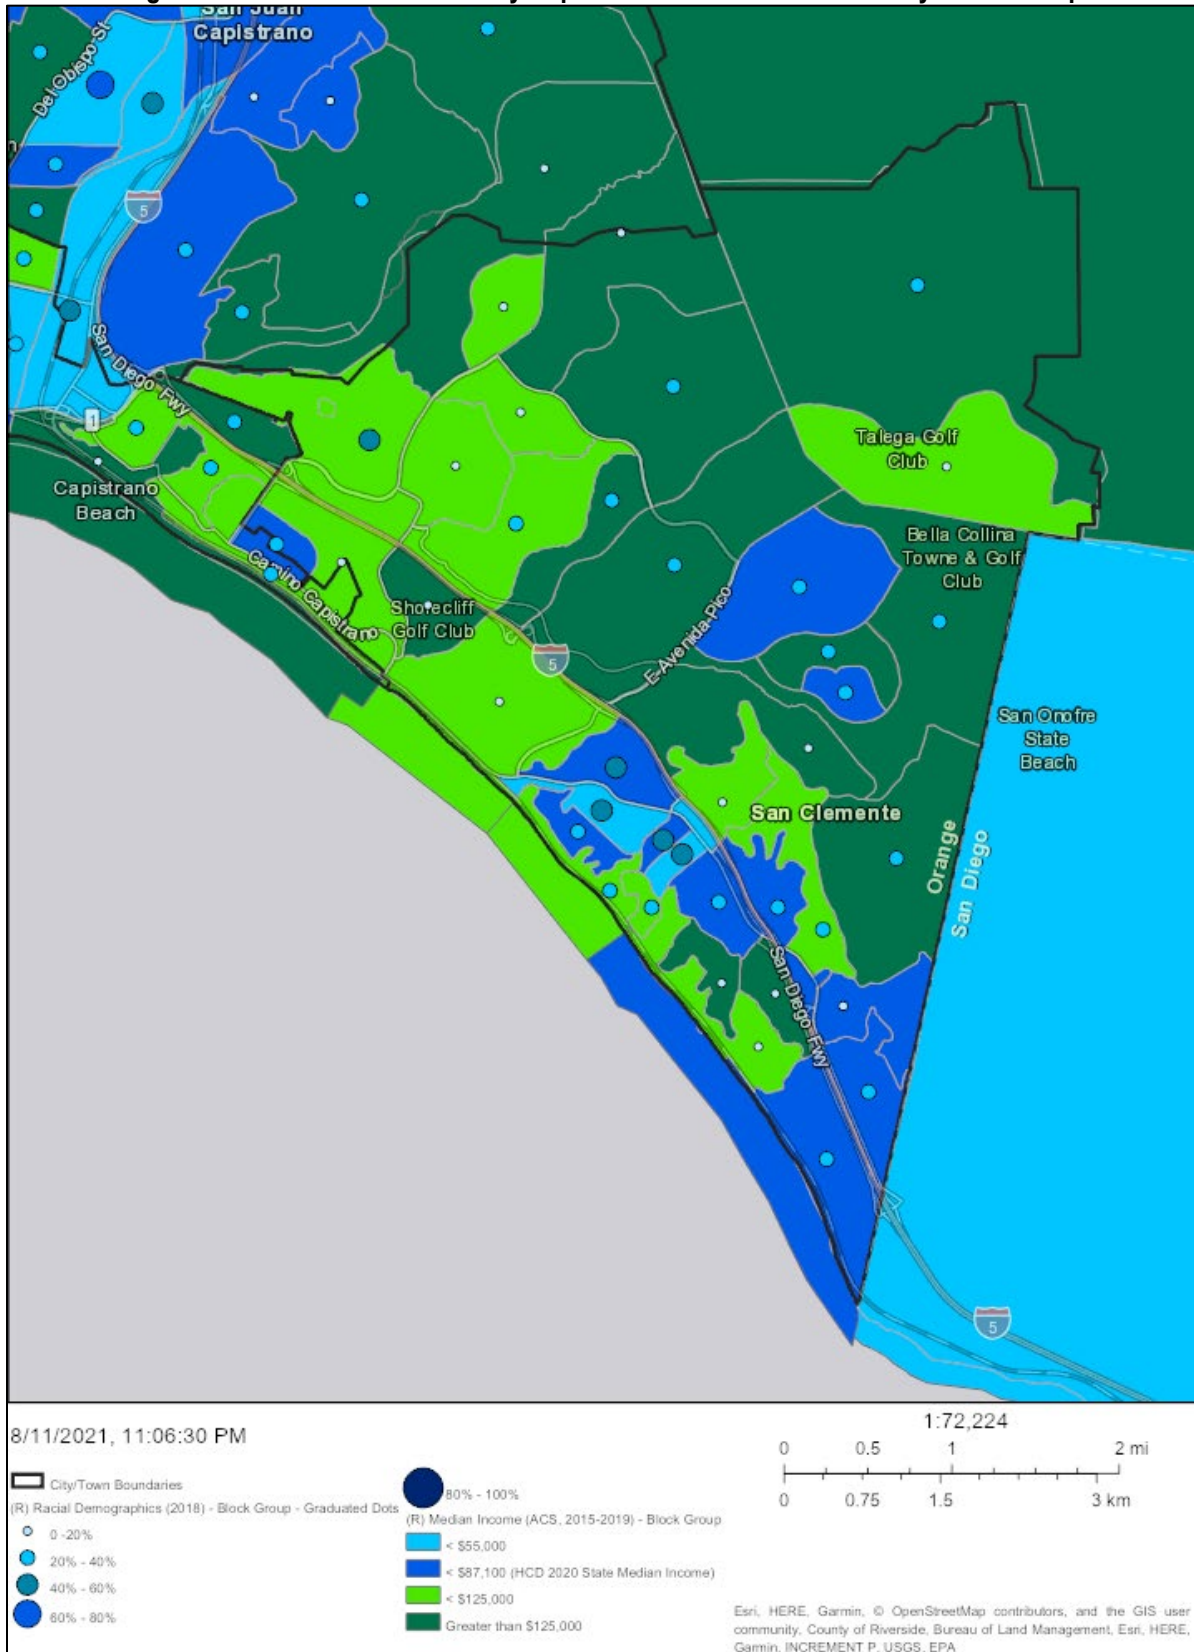 San Juan
Capistrano
Del Obispo St
5
San Diego Fwy
1
Capistrano
Beach
Camino Capistrano
Shorecliff
Golf Club
5
E Avenida Pico
Talega Golf
Club
Bella Collina
Towne & Golf
Club
San Onofre
State
Beach
San Clemente
Orange
San Diego
San Diego Fwy
5
8/11/2021, 11:06:30 PM
1:72,224
0 0.5 1 2 mi
0 0.75 1.5 3 km
City/Town Boundaries
(R) Racial Demographics (2018) - Block Group - Graduated Dots
0 -20%
20% - 40%
40% - 60%
60% - 80%
80% - 100%
(R) Median Income (ACS, 2015-2019) - Block Group
< $55,000
< $87,100 (HCD 2020 State Median Income)
< $125,000
Greater than $125,000
Esri, HERE, Garmin, © OpenStreetMap contributors, and the GIS user
community, County of Riverside, Bureau of Land Management, Esri, HERE,
Garmin, INCREMENT P, USGS, EPA